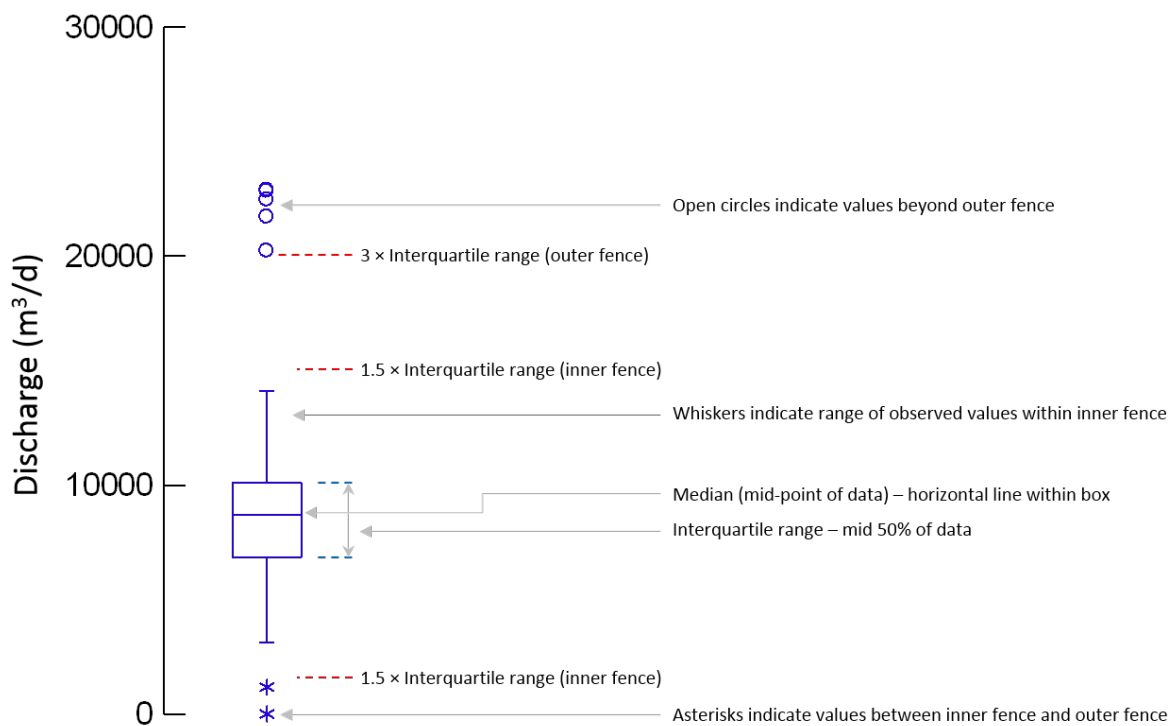 30000
Open circles indicate values beyond outer fence
20000
3 × Interquartile range (outer fence)
Discharge (m³/d)
1.5 × Interquartile range (inner fence)
Whiskers indicate range of observed values within inner fence
10000
Median (mid-point of data) – horizontal line within box
Interquartile range – mid 50% of data
1.5 × Interquartile range (inner fence)
0
Asterisks indicate values between inner fence and outer fence